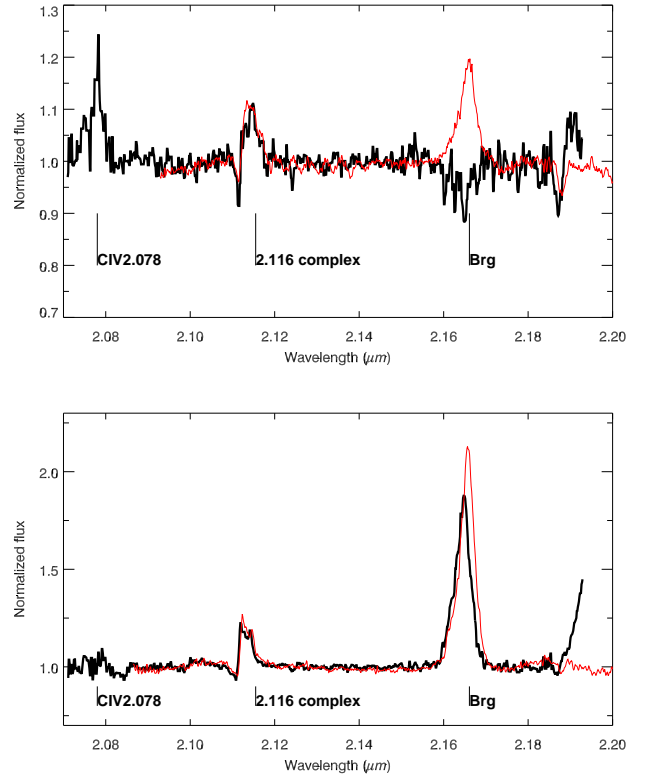 1.3
1.2
1.1
1.0
0.9
0.8
0.7
Normalized flux
CIV2.078
2.116 complex
Brg
2.08 2.10 2.12 2.14 2.16 2.18 2.20
Wavelength (μm)
2.0
1.5
1.0
Normalized flux
CIV2.078
2.116 complex
Brg
2.08 2.10 2.12 2.14 2.16 2.18 2.20
Wavelength (μm)